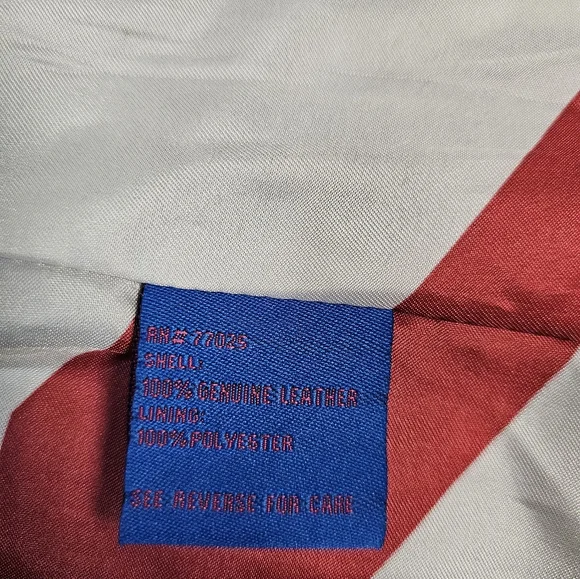 RN# 77025
SHELL:
100% GENUINE LEATHER
LINING:
100% POLYESTER
SEE REVERSE FOR CARE